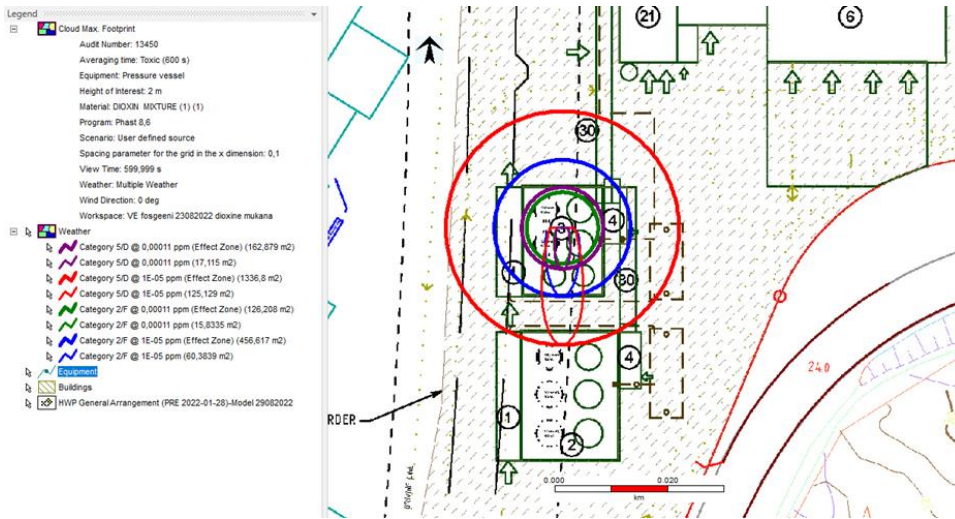 Legend
Cloud Max. Footprint
Audit Number: 13450
Averaging time: Toxic (600 s)
Equipment: Pressure vessel
Height of Interest: 2 m
Material: DIOXIN MIXTURE (1) (1)
Program: Phast 8,6
Scenario: User defined source
Spacing parameter for the grid in the x dimension: 0,1
View Time: 599,999 s
Weather: Multiple Weather
Wind Direction: 0 deg
Workspace: VE fosgeeni 23082022 dioxine mukana
Weather
Category 5/D @ 0,00011 ppm (Effect Zone) (162,879 m2)
Category 5/D @ 0,00011 ppm (17,115 m2)
Category 5/D @ 1E-05 ppm (Effect Zone) (1336,8 m2)
Category 5/D @ 1E-05 ppm (125,129 m2)
Category 2/F @ 0,00011 ppm (Effect Zone) (126,208 m2)
Category 2/F @ 0,00011 ppm (15,8335 m2)
Category 2/F @ 1E-05 ppm (Effect Zone) (456,617 m2)
Category 2/F @ 1E-05 ppm (60,3839 m2)
Equipment
Buildings
HWP General Arrangement (PRE 2022-01-28)-Model 29082022
21
6
30
3
4
30
4
24.0
1
RDER
2
0.000
0.020
km